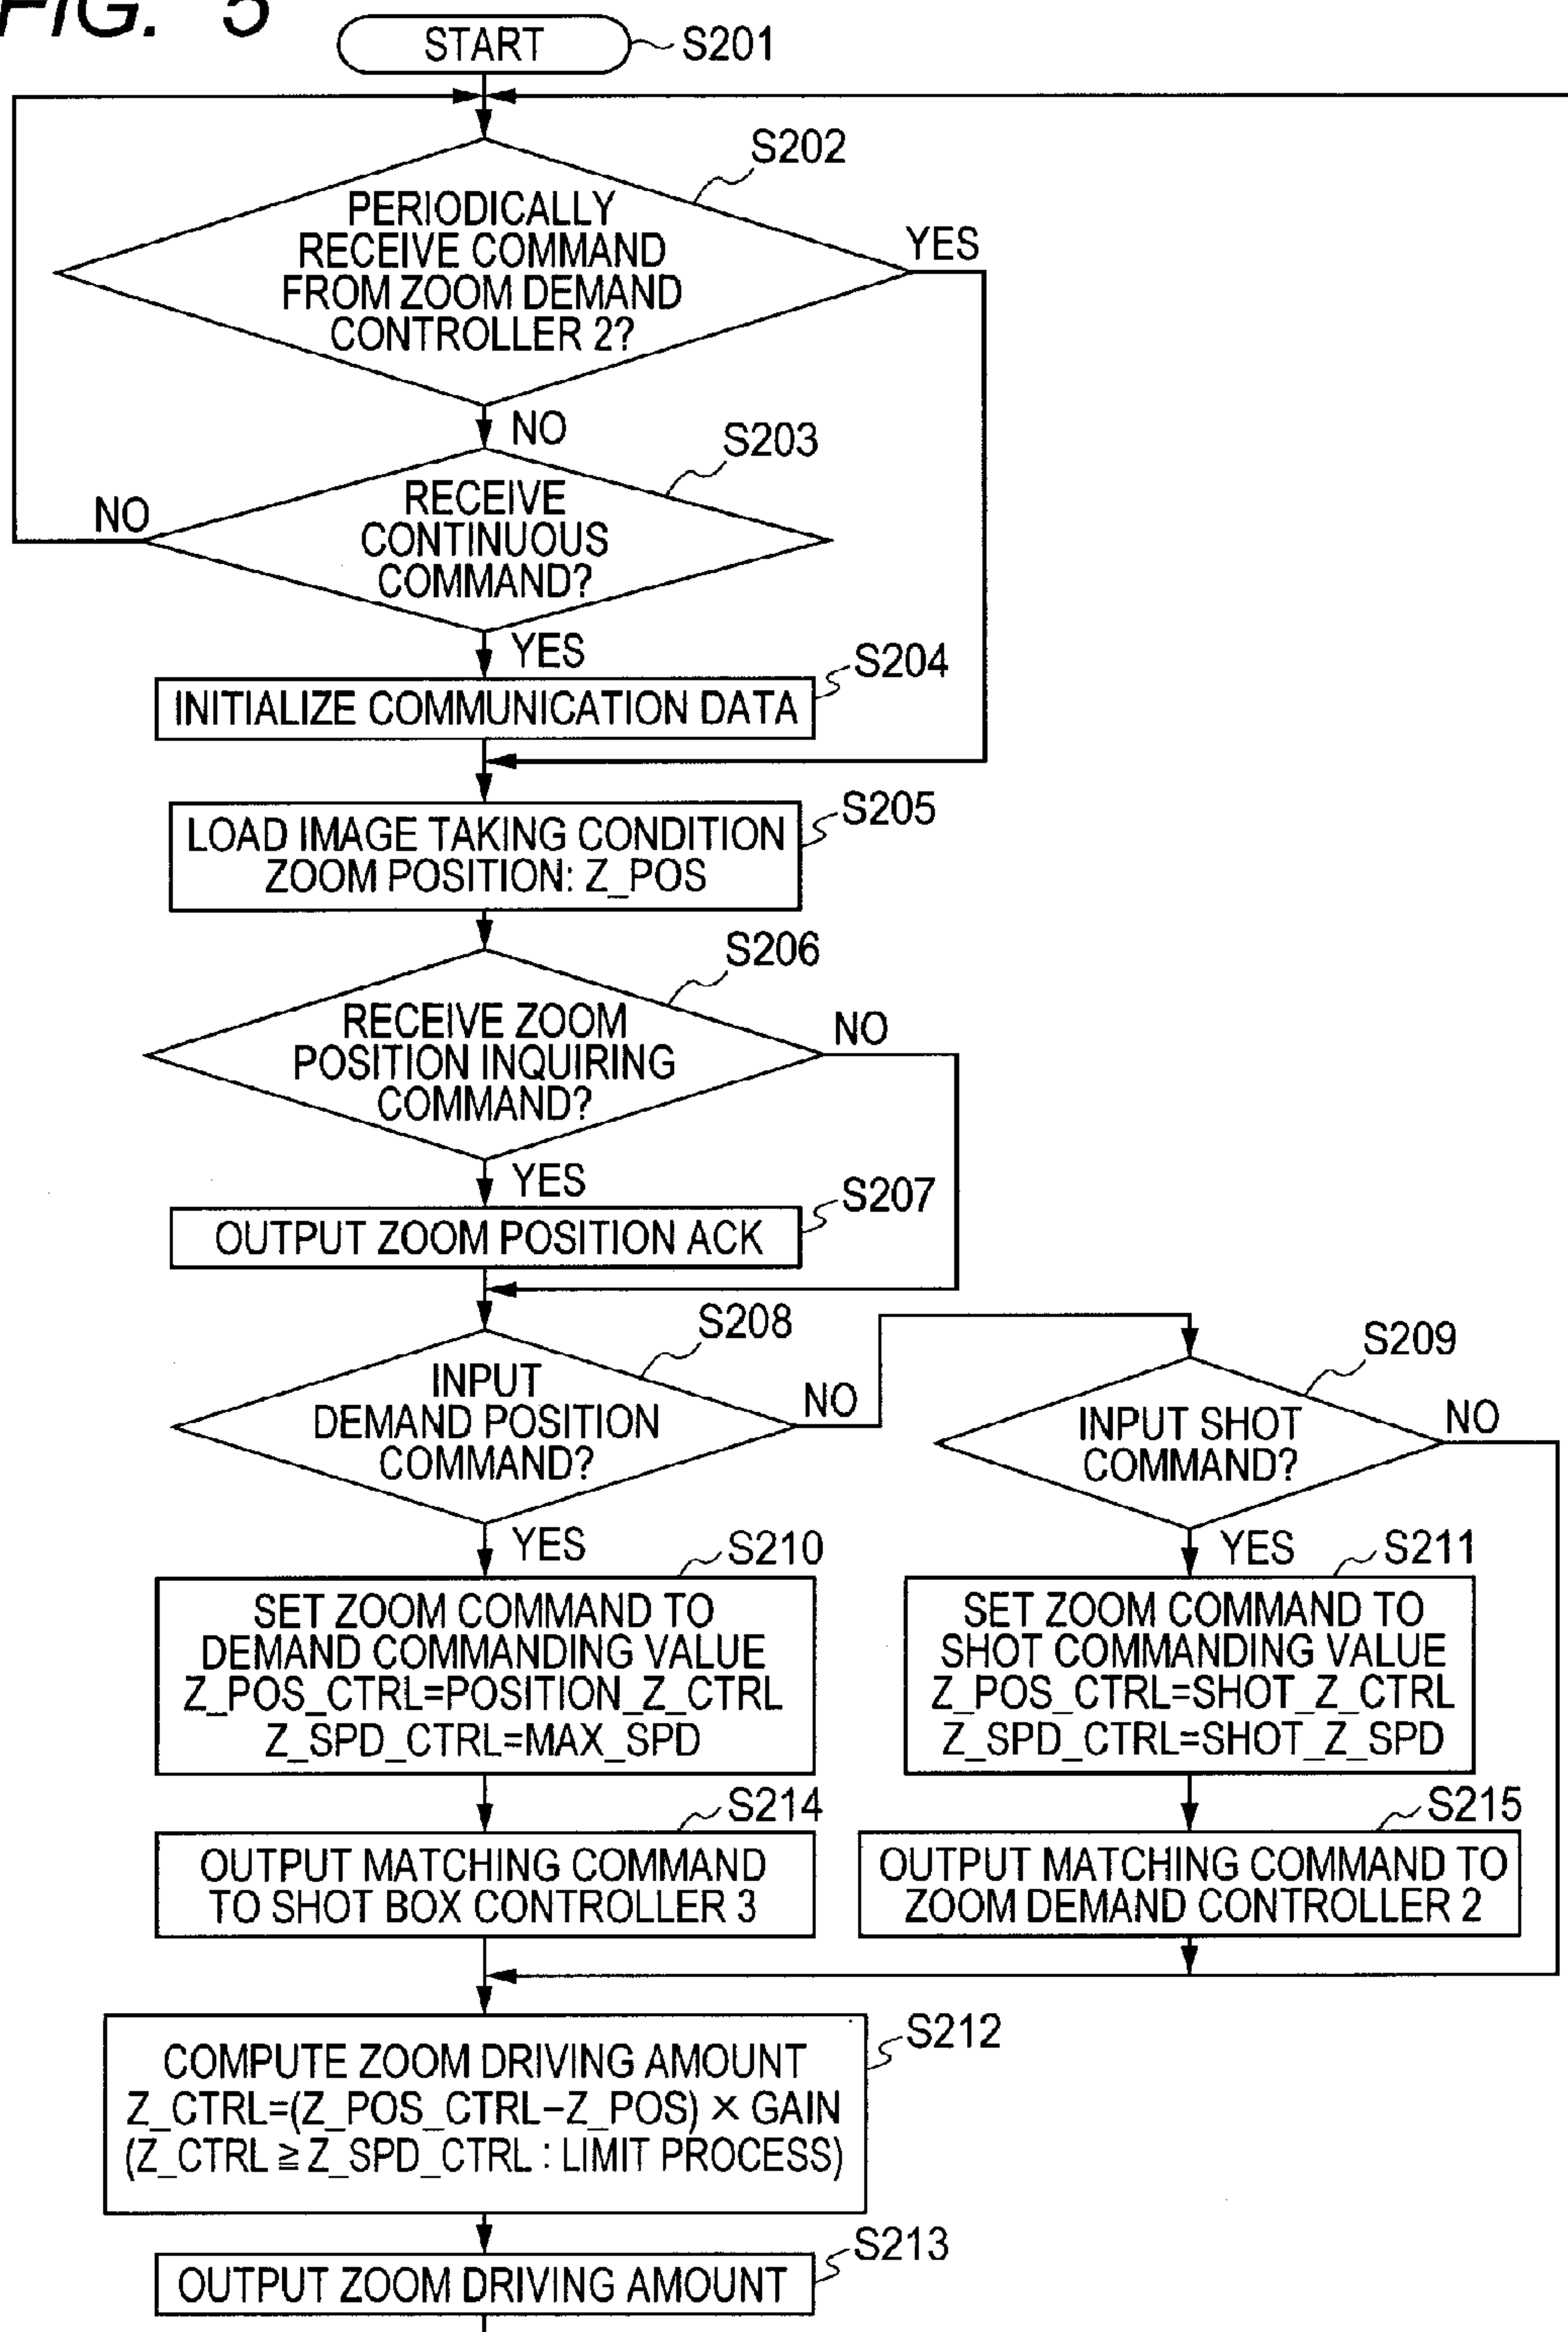 FIG. 5
START
S201
S202
PERIODICALLY
RECEIVE COMMAND
FROM ZOOM DEMAND
CONTROLLER 2?
YES
NO
S203
RECEIVE
CONTINUOUS
COMMAND?
NO
YES
S204
INITIALIZE COMMUNICATION DATA
S205
LOAD IMAGE TAKING CONDITION
ZOOM POSITION: Z_POS
S206
RECEIVE ZOOM
POSITION INQUIRING
COMMAND?
NO
YES
S207
OUTPUT ZOOM POSITION ACK
S208
INPUT
DEMAND POSITION
COMMAND?
NO
YES
S209
INPUT SHOT
COMMAND?
NO
YES
S210
SET ZOOM COMMAND TO
DEMAND COMMANDING VALUE
Z_POS_CTRL=POSITION_Z_CTRL
Z_SPD_CTRL=MAX_SPD
S211
SET ZOOM COMMAND TO
SHOT COMMANDING VALUE
Z_POS_CTRL=SHOT_Z_CTRL
Z_SPD_CTRL=SHOT_Z_SPD
S214
OUTPUT MATCHING COMMAND
TO SHOT BOX CONTROLLER 3
S215
OUTPUT MATCHING COMMAND TO
ZOOM DEMAND CONTROLLER 2
S212
COMPUTE ZOOM DRIVING AMOUNT
Z_CTRL=(Z_POS_CTRL−Z_POS) × GAIN
(Z_CTRL ≧ Z_SPD_CTRL : LIMIT PROCESS)
S213
OUTPUT ZOOM DRIVING AMOUNT